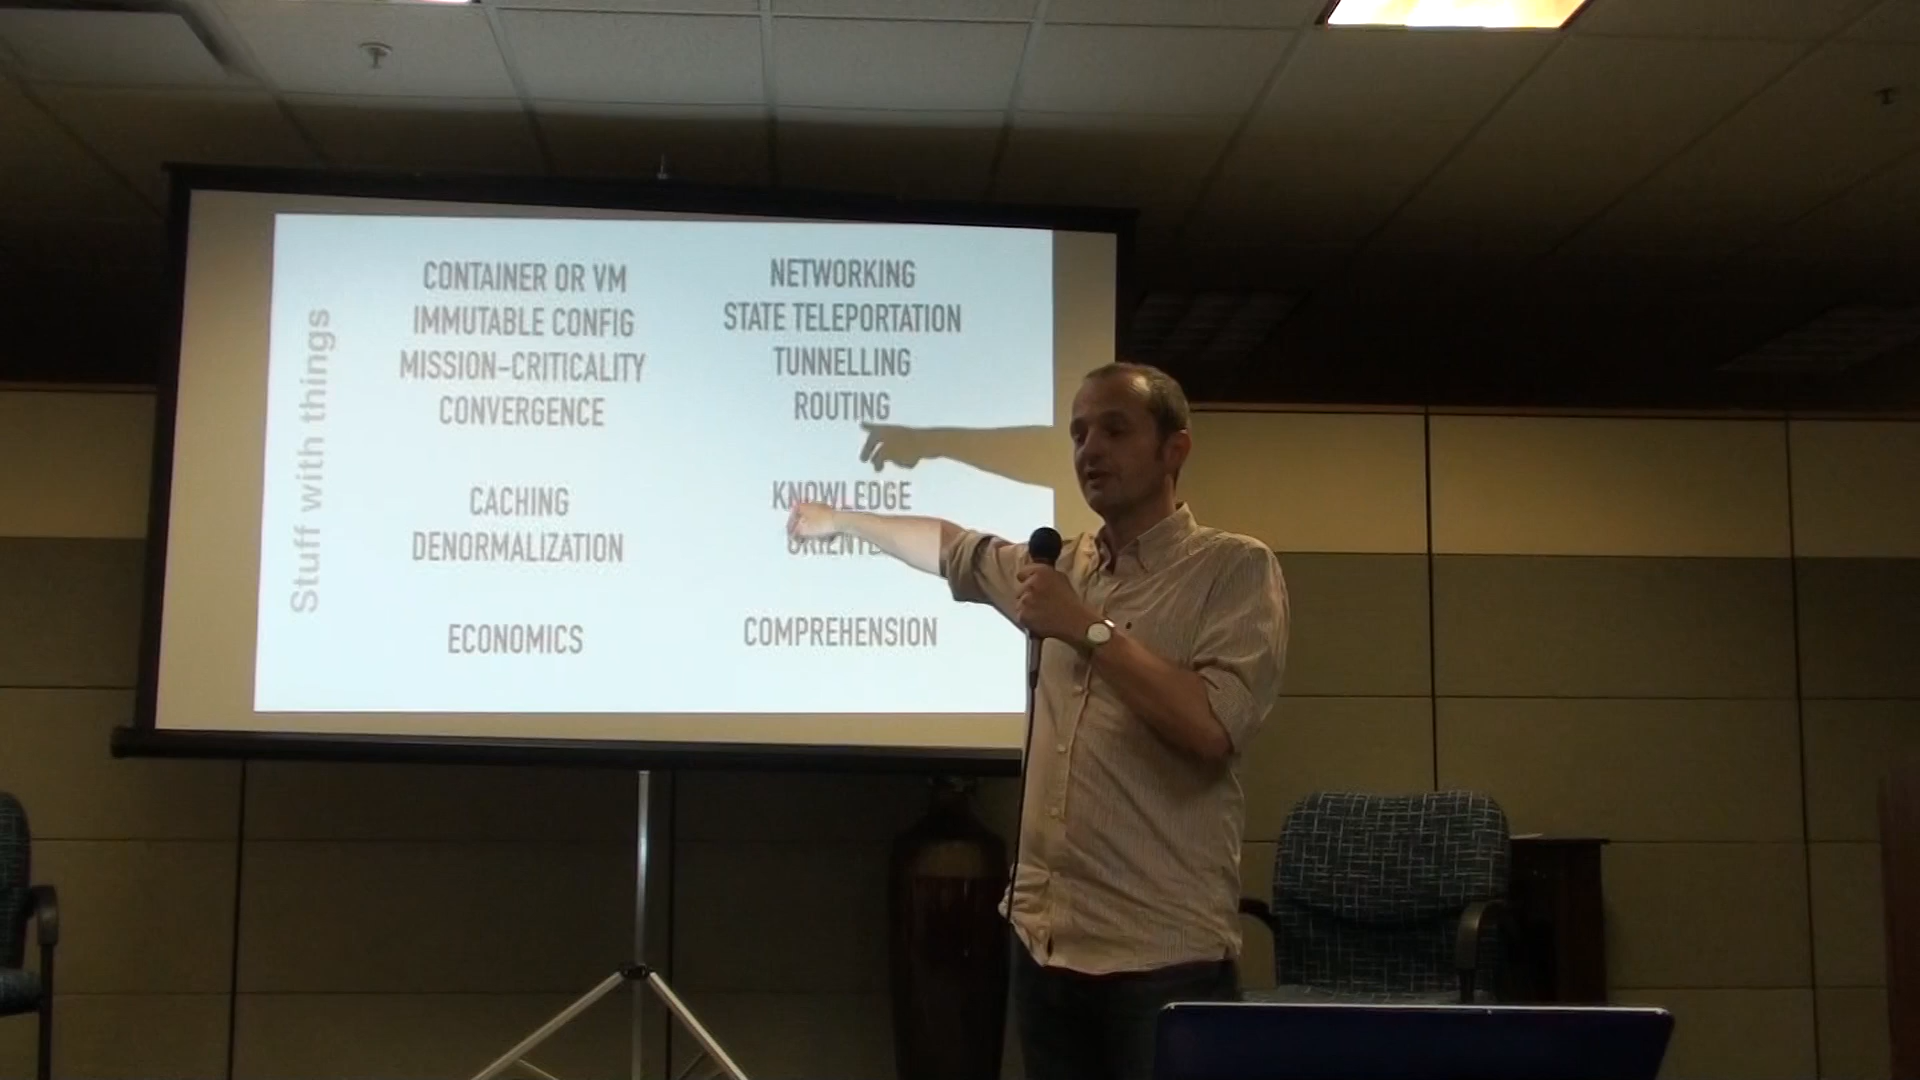 Stuff with things
CONTAINER OR VM
IMMUTABLE CONFIG
MISSION-CRITICALITY
CONVERGENCE
CACHING
DENORMALIZATION
ECONOMICS
NETWORKING
STATE TELEPORTATION
TUNNELLING
ROUTING
KNOWLEDGE
COMPREHENSION